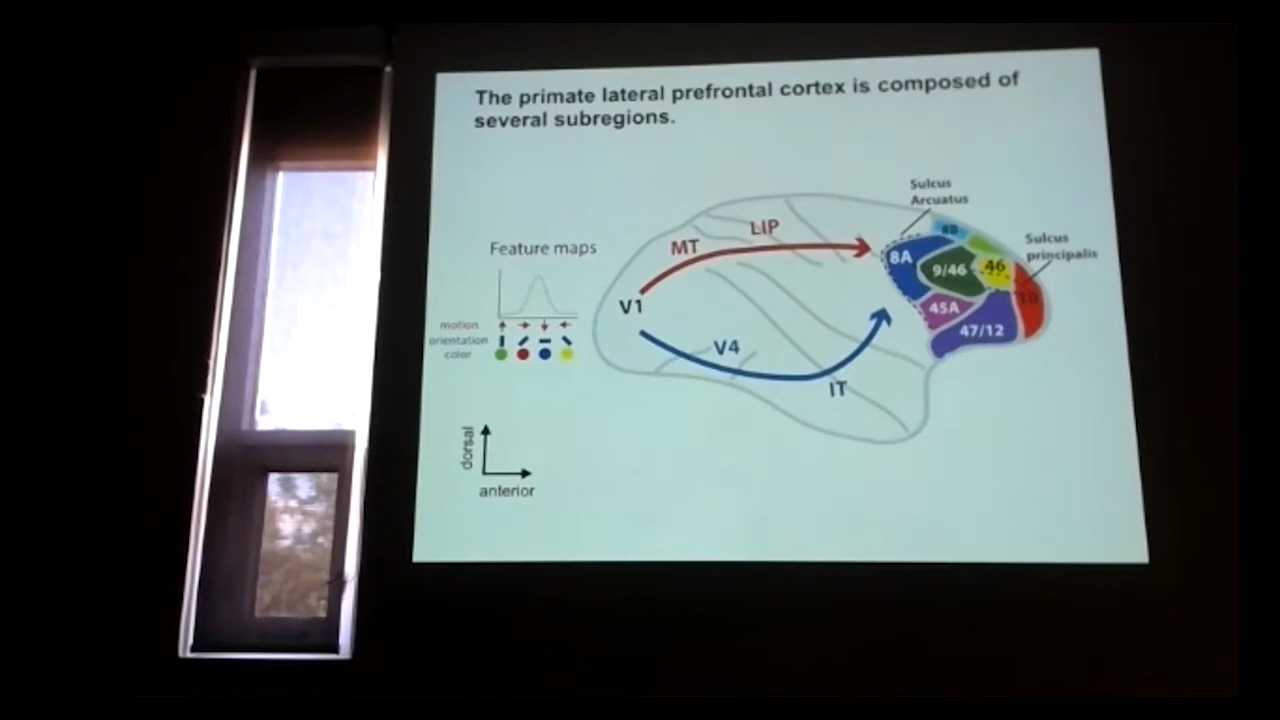 The primate lateral prefrontal cortex is composed of
several subregions.
Sulcus
Arcuatus
Sulcus
principalis
8B
8A
9/46
46
10
45A
47/12
LIP
MT
V1
V4
IT
Feature maps
motion
orientation
color
dorsal
anterior